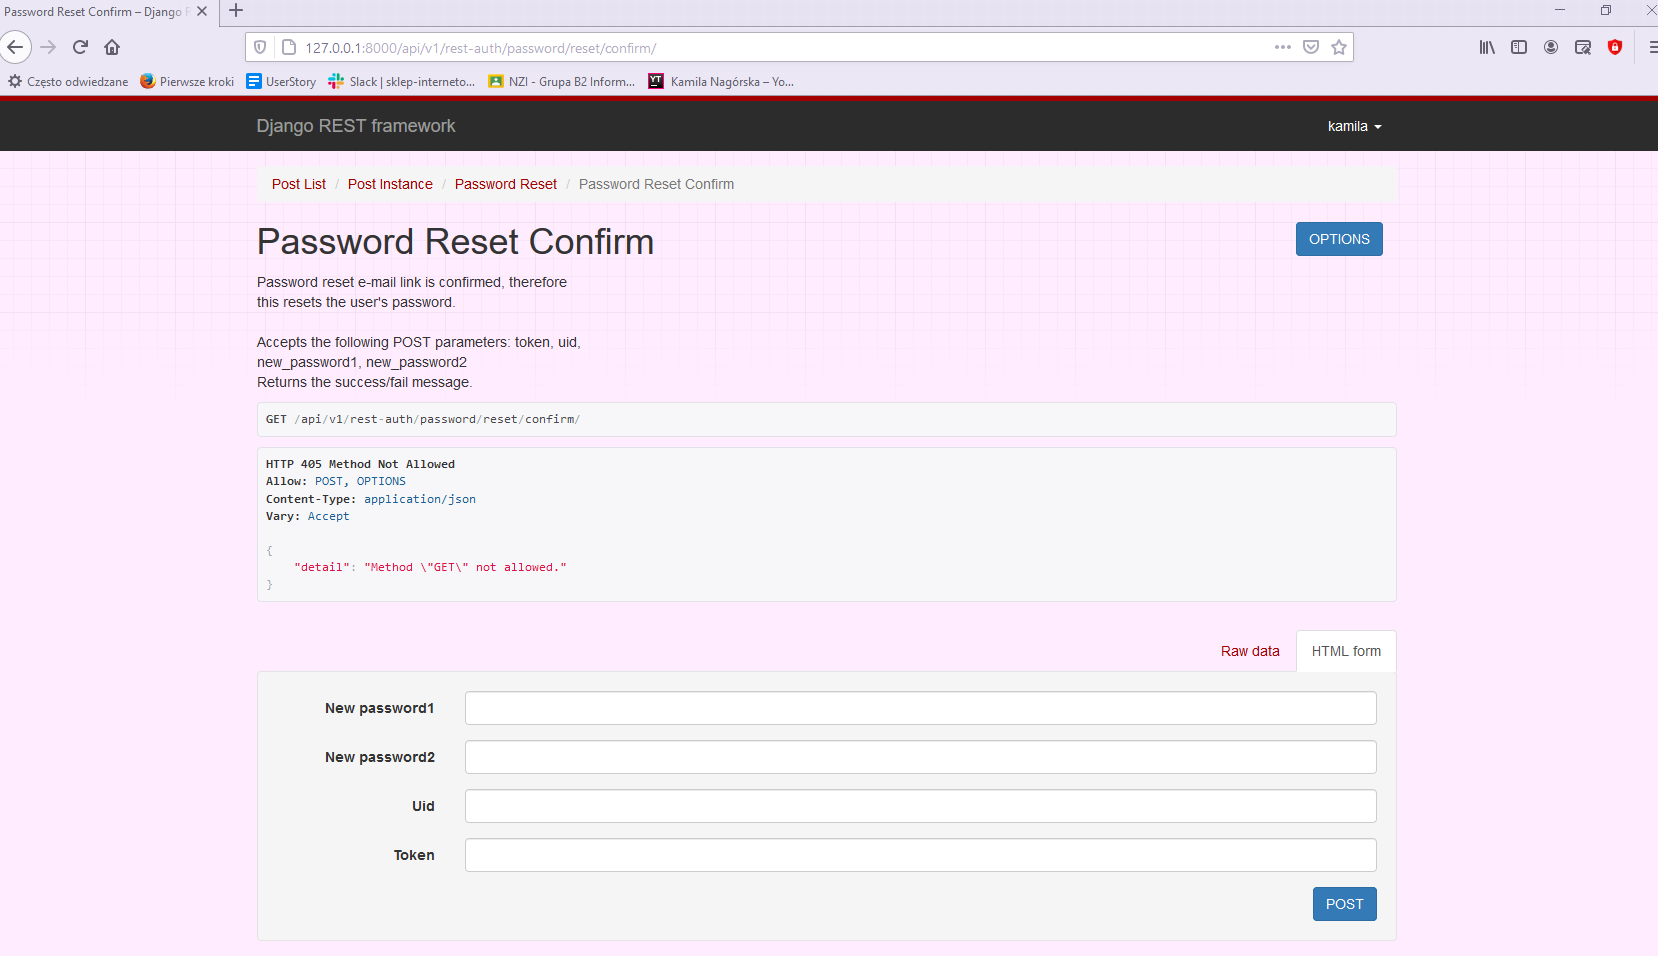 Password Reset Confirm – Django R
127.0.0.1:8000/api/v1/rest-auth/password/reset/confirm/
Często odwiedzane Pierwsze kroki UserStory Slack | sklep-interneto... NZI - Grupa B2 Inform... YT Kamila Nagórska – Yo...
Django REST framework kamila
Post List / Post Instance / Password Reset / Password Reset Confirm
Password Reset Confirm OPTIONS
Password reset e-mail link is confirmed, therefore
this resets the user's password.
Accepts the following POST parameters: token, uid,
new_password1, new_password2
Returns the success/fail message.
GET /api/v1/rest-auth/password/reset/confirm/
HTTP 405 Method Not Allowed
Allow: POST, OPTIONS
Content-Type: application/json
Vary: Accept
{
"detail": "Method \"GET\" not allowed."
}
Raw data HTML form
New password1
New password2
Uid
Token
POST